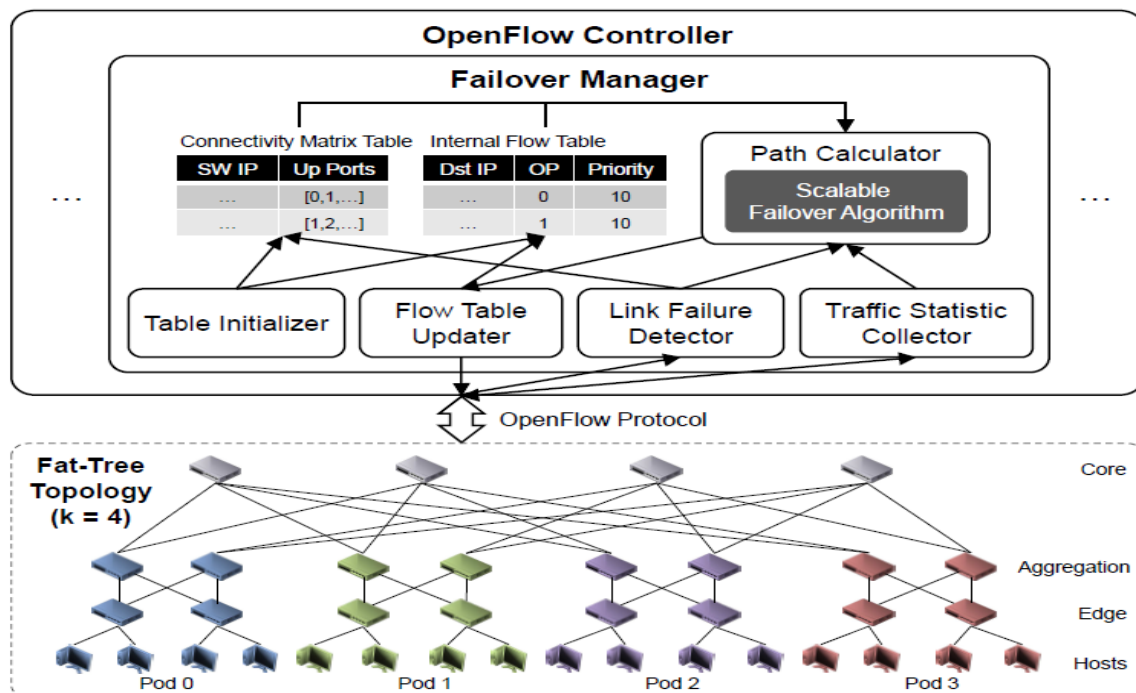 OpenFlow Controller
Failover Manager
Connectivity Matrix Table Internal Flow Table
SW IP Up Ports Dst IP OP Priority
... [0,1,...] ... 0 10
... [1,2,...] ... 1 10
Path Calculator
Scalable
Failover Algorithm
... ...
Table Initializer
Flow Table
Updater
Link Failure
Detector
Traffic Statistic
Collector
OpenFlow Protocol
Fat-Tree
Topology
(k = 4)
Core
Aggregation
Edge
Hosts
Pod 0 Pod 1 Pod 2 Pod 3